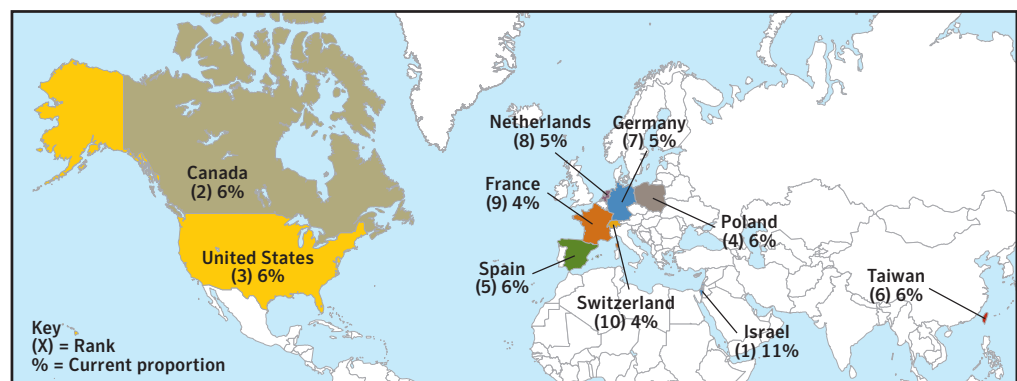 Netherlands
(8) 5%
Germany
(7) 5%
Canada
(2) 6%
France
(9) 4%
Poland
(4) 6%
United States
(3) 6%
Spain
(5) 6%
Taiwan
(6) 6%
Switzerland
(10) 4%
Israel
(1) 11%
Key
(X) = Rank
% = Current proportion